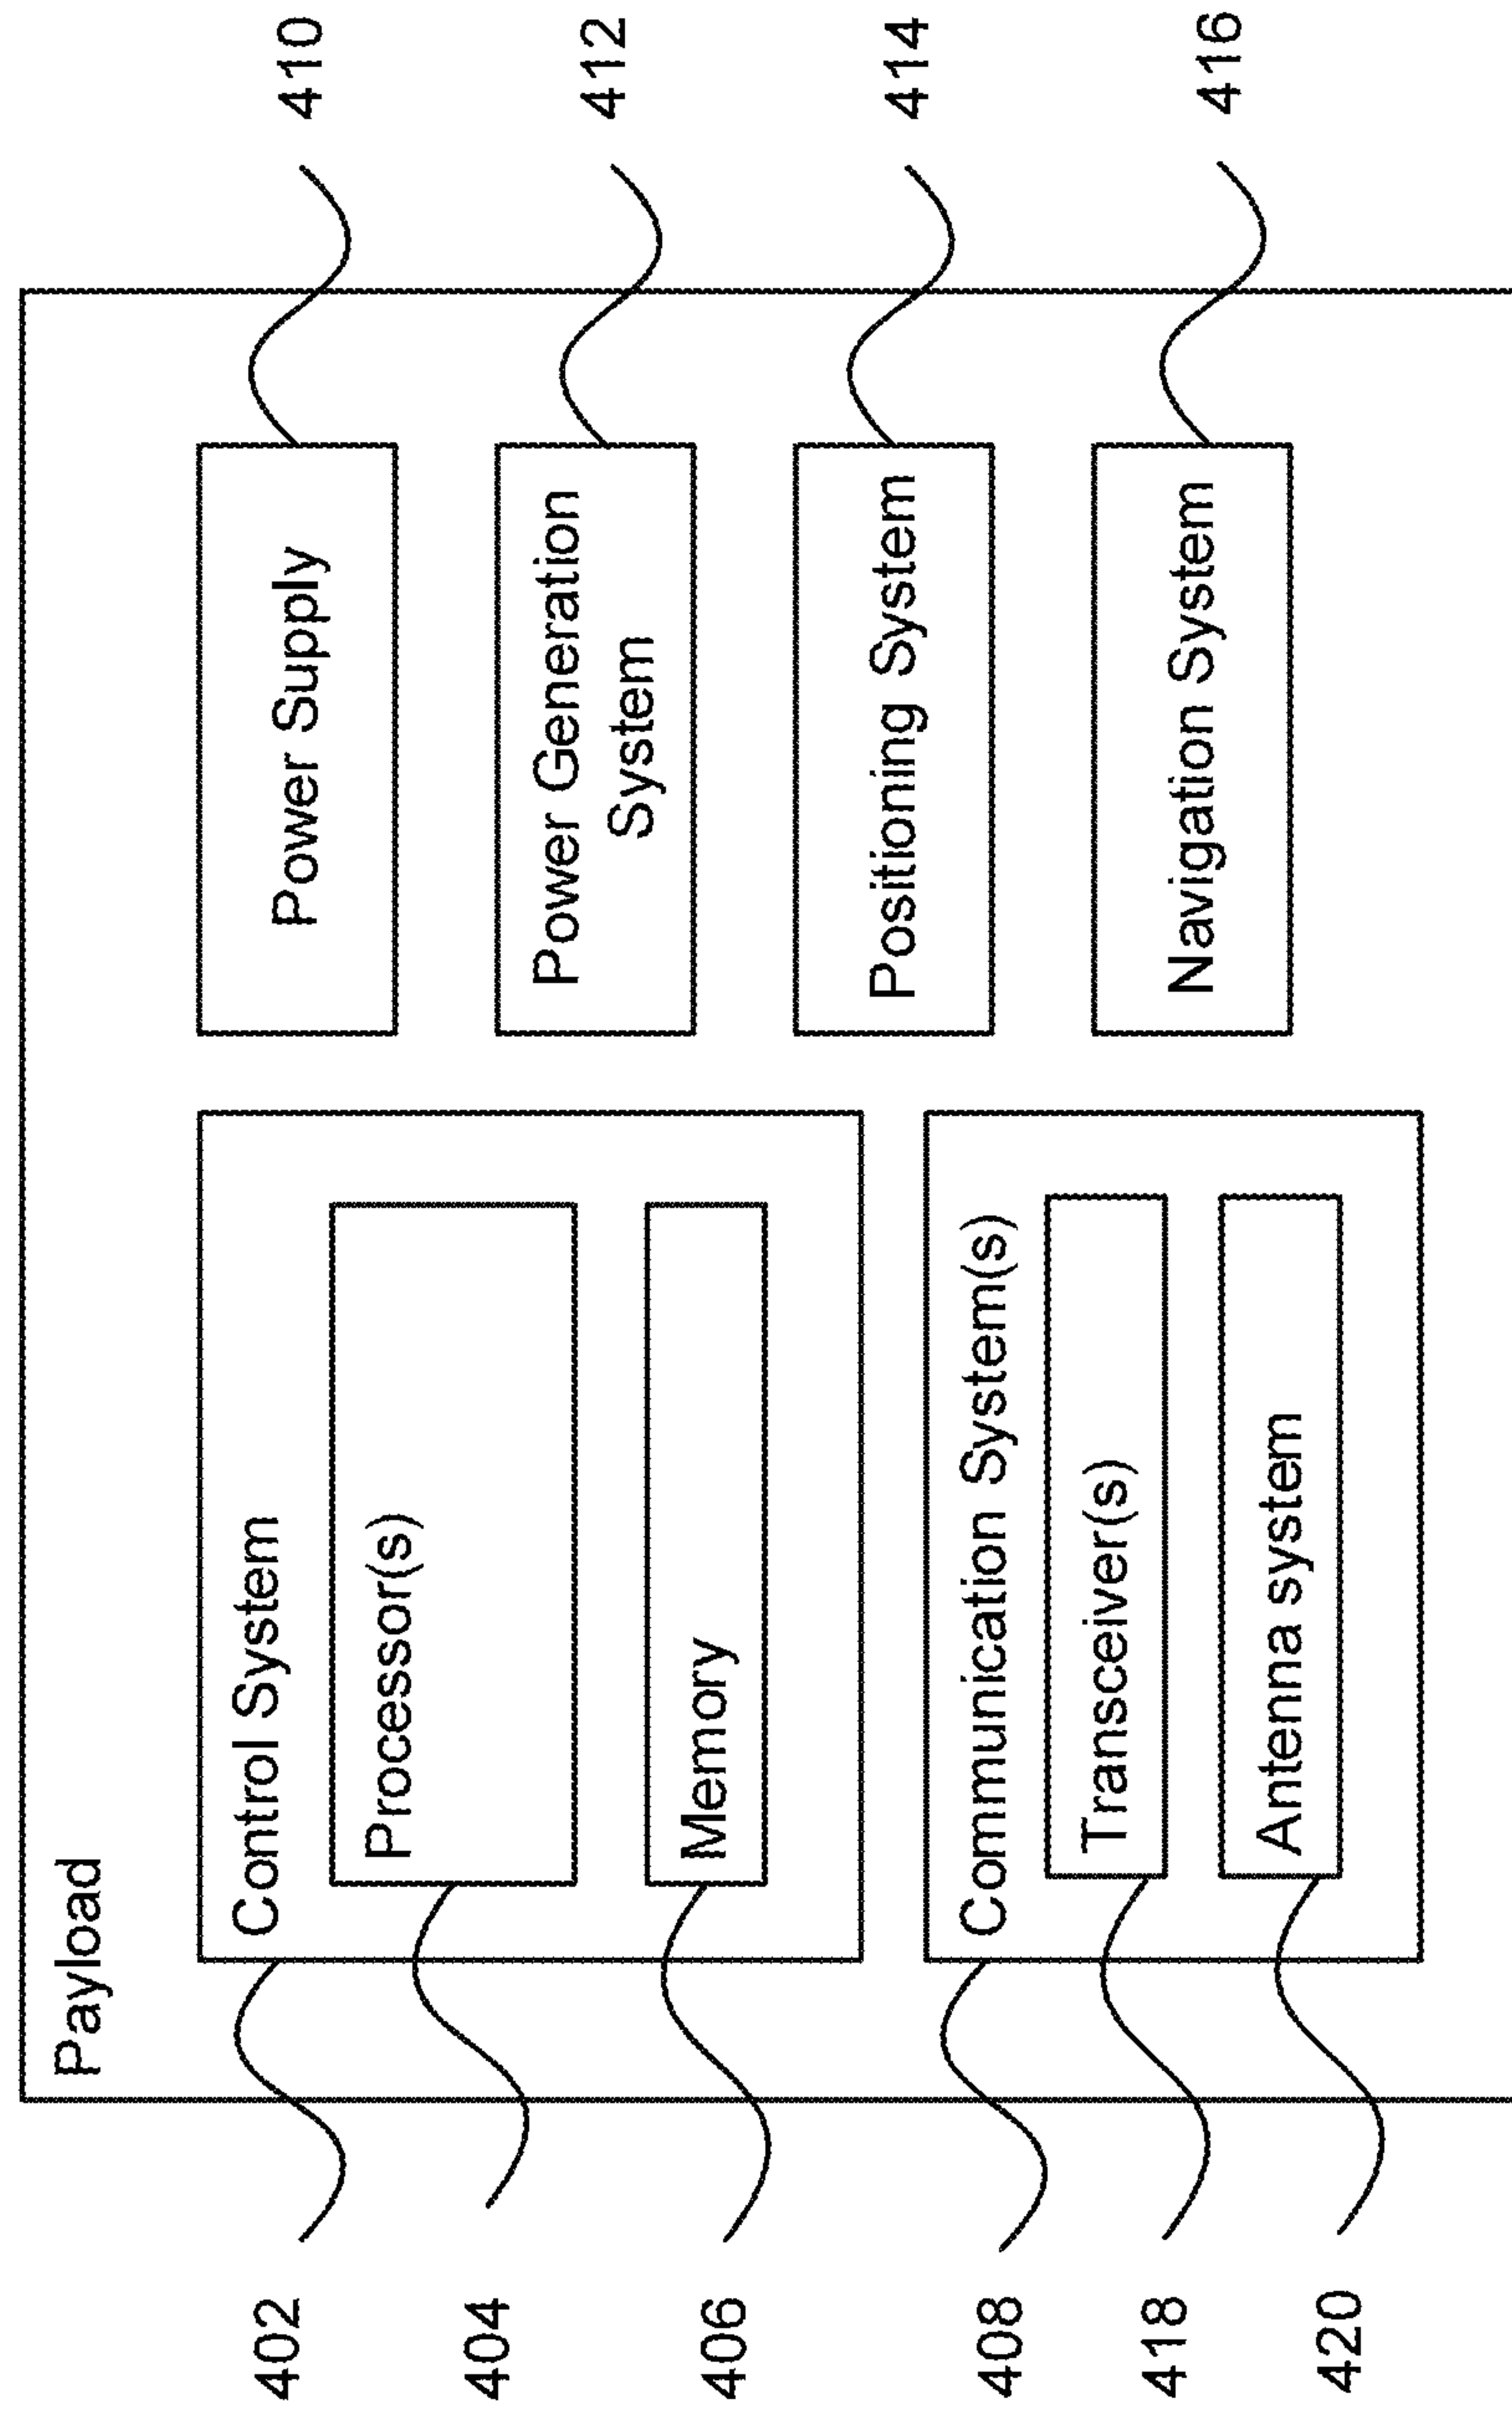 Payload
402
Control System
404
Processor(s)
406
Memory
408
Communication System(s)
418
Transceiver(s)
420
Antenna system
Power Supply
410
Power Generation
System
412
Positioning System
414
Navigation System
416